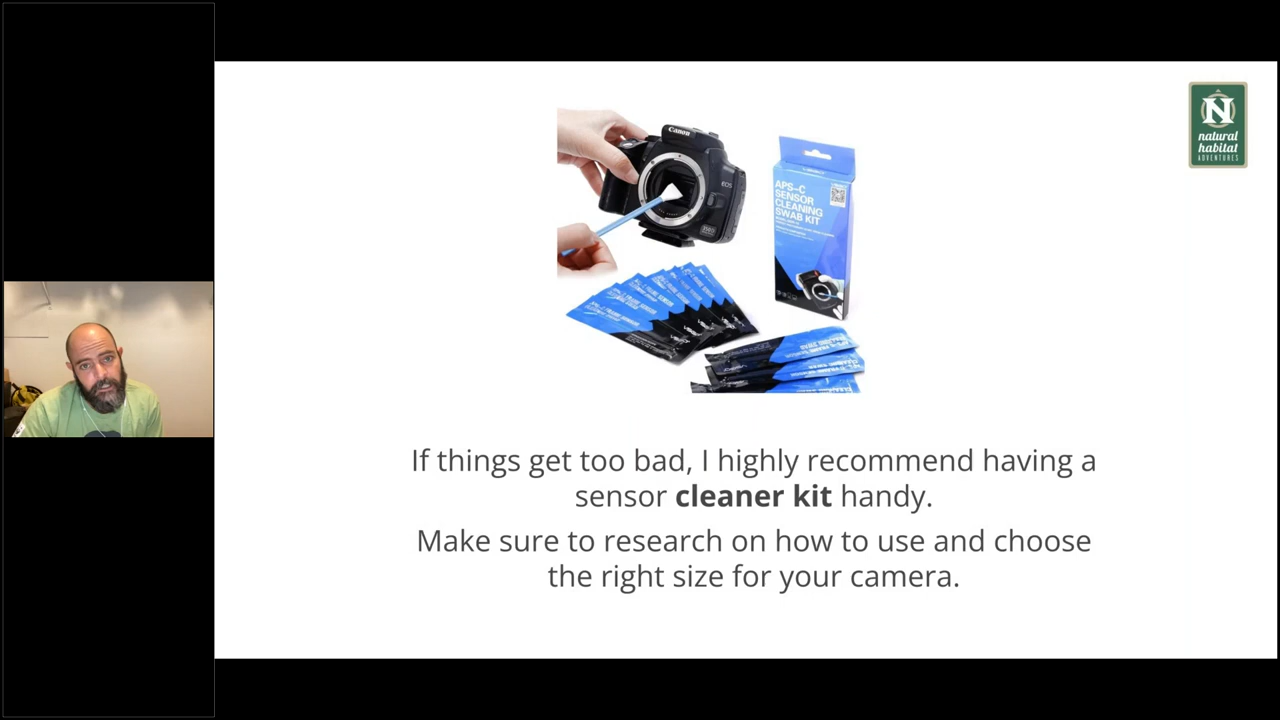 natural
habitat
ADVENTURES
Canon
EOS
APS-C
SENSOR
CLEANING
SWAB KIT
If things get too bad, I highly recommend having a
sensor cleaner kit handy.
Make sure to research on how to use and choose
the right size for your camera.